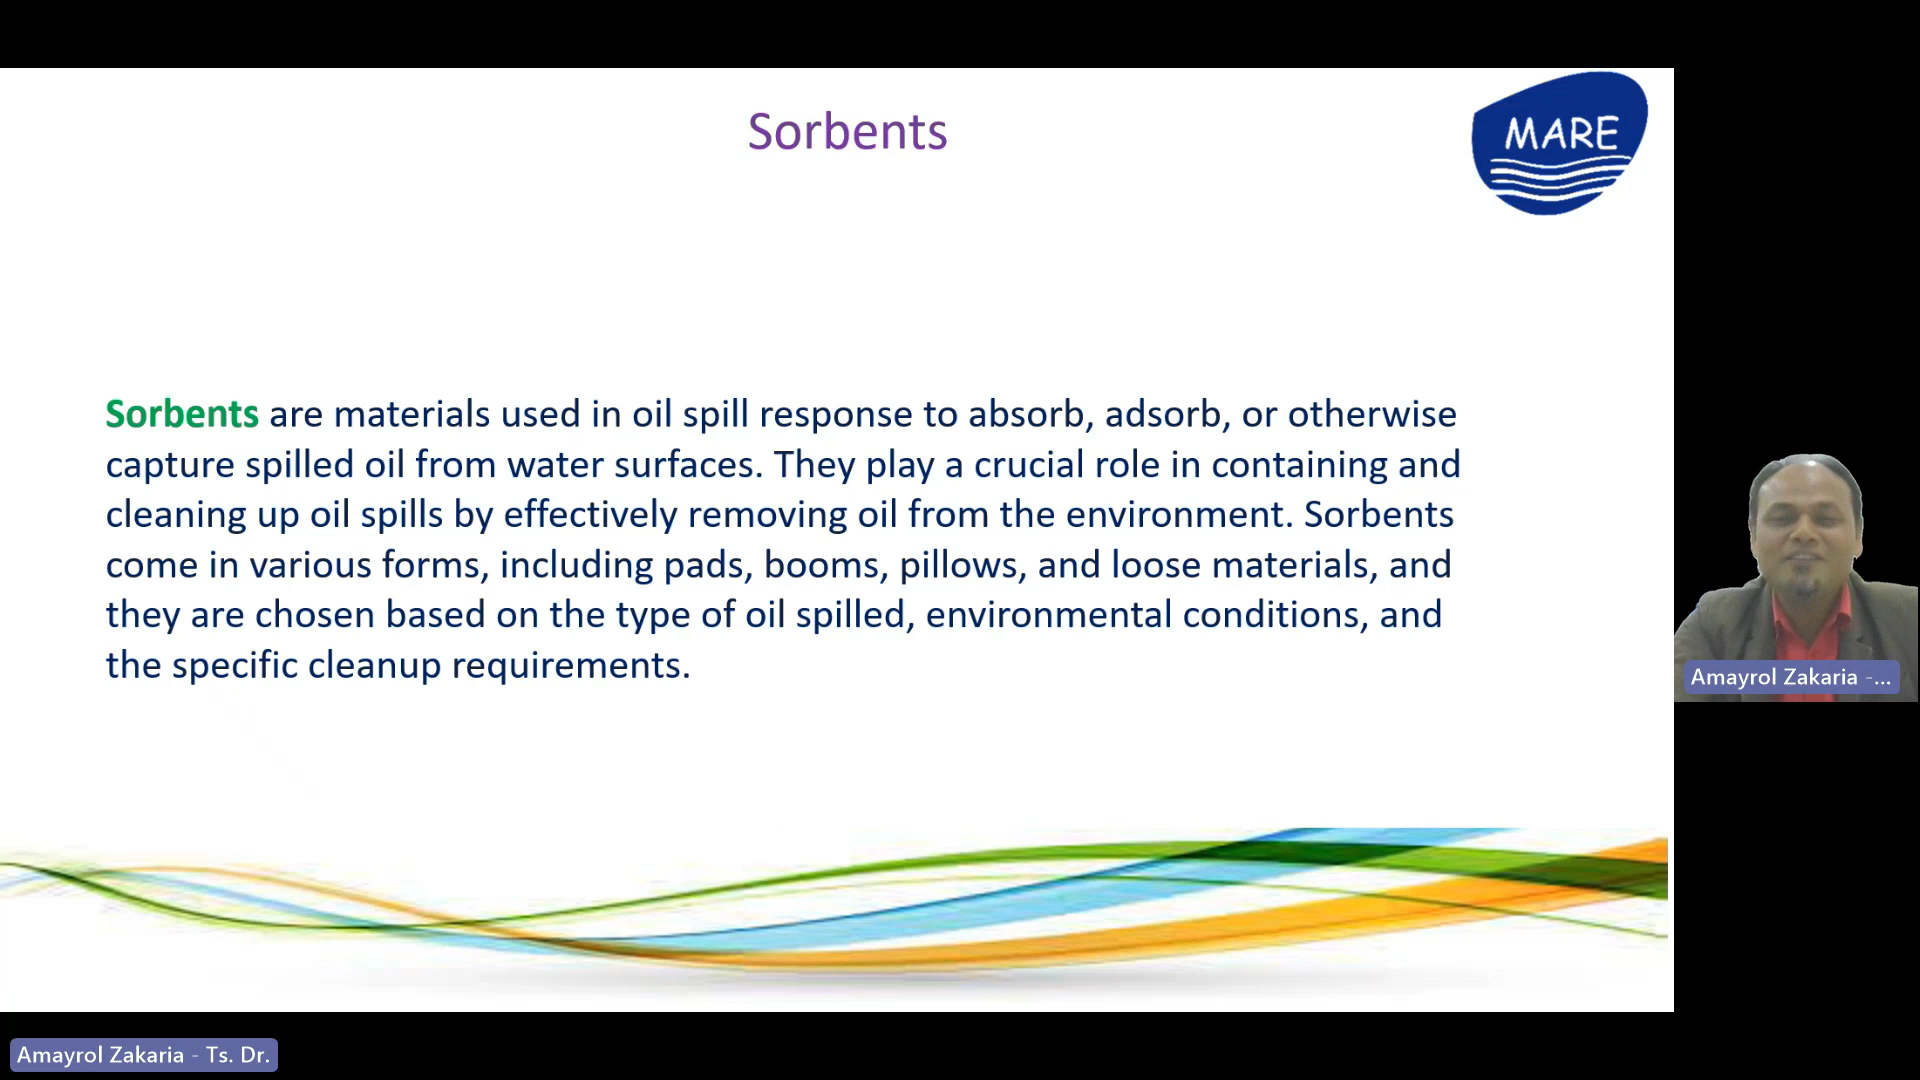 Sorbents
MARE
Sorbents are materials used in oil spill response to absorb, adsorb, or otherwise
capture spilled oil from water surfaces. They play a crucial role in containing and
cleaning up oil spills by effectively removing oil from the environment. Sorbents
come in various forms, including pads, booms, pillows, and loose materials, and
they are chosen based on the type of oil spilled, environmental conditions, and
the specific cleanup requirements.
Amayrol Zakaria -...
Amayrol Zakaria - Ts. Dr.